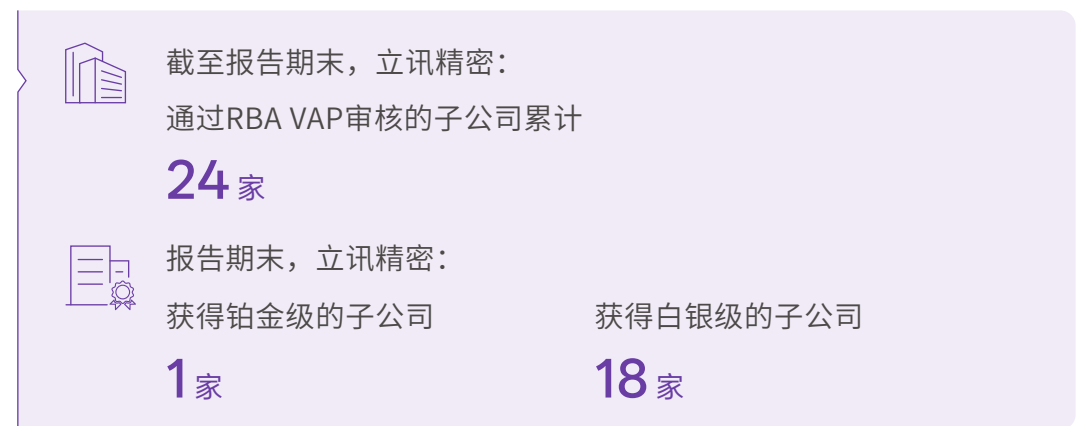 截至报告期末，立讯精密：
通过RBA VAP审核的子公司累计
24 家
报告期末，立讯精密：
获得铂金级的子公司
1 家
获得白银级的子公司
18 家